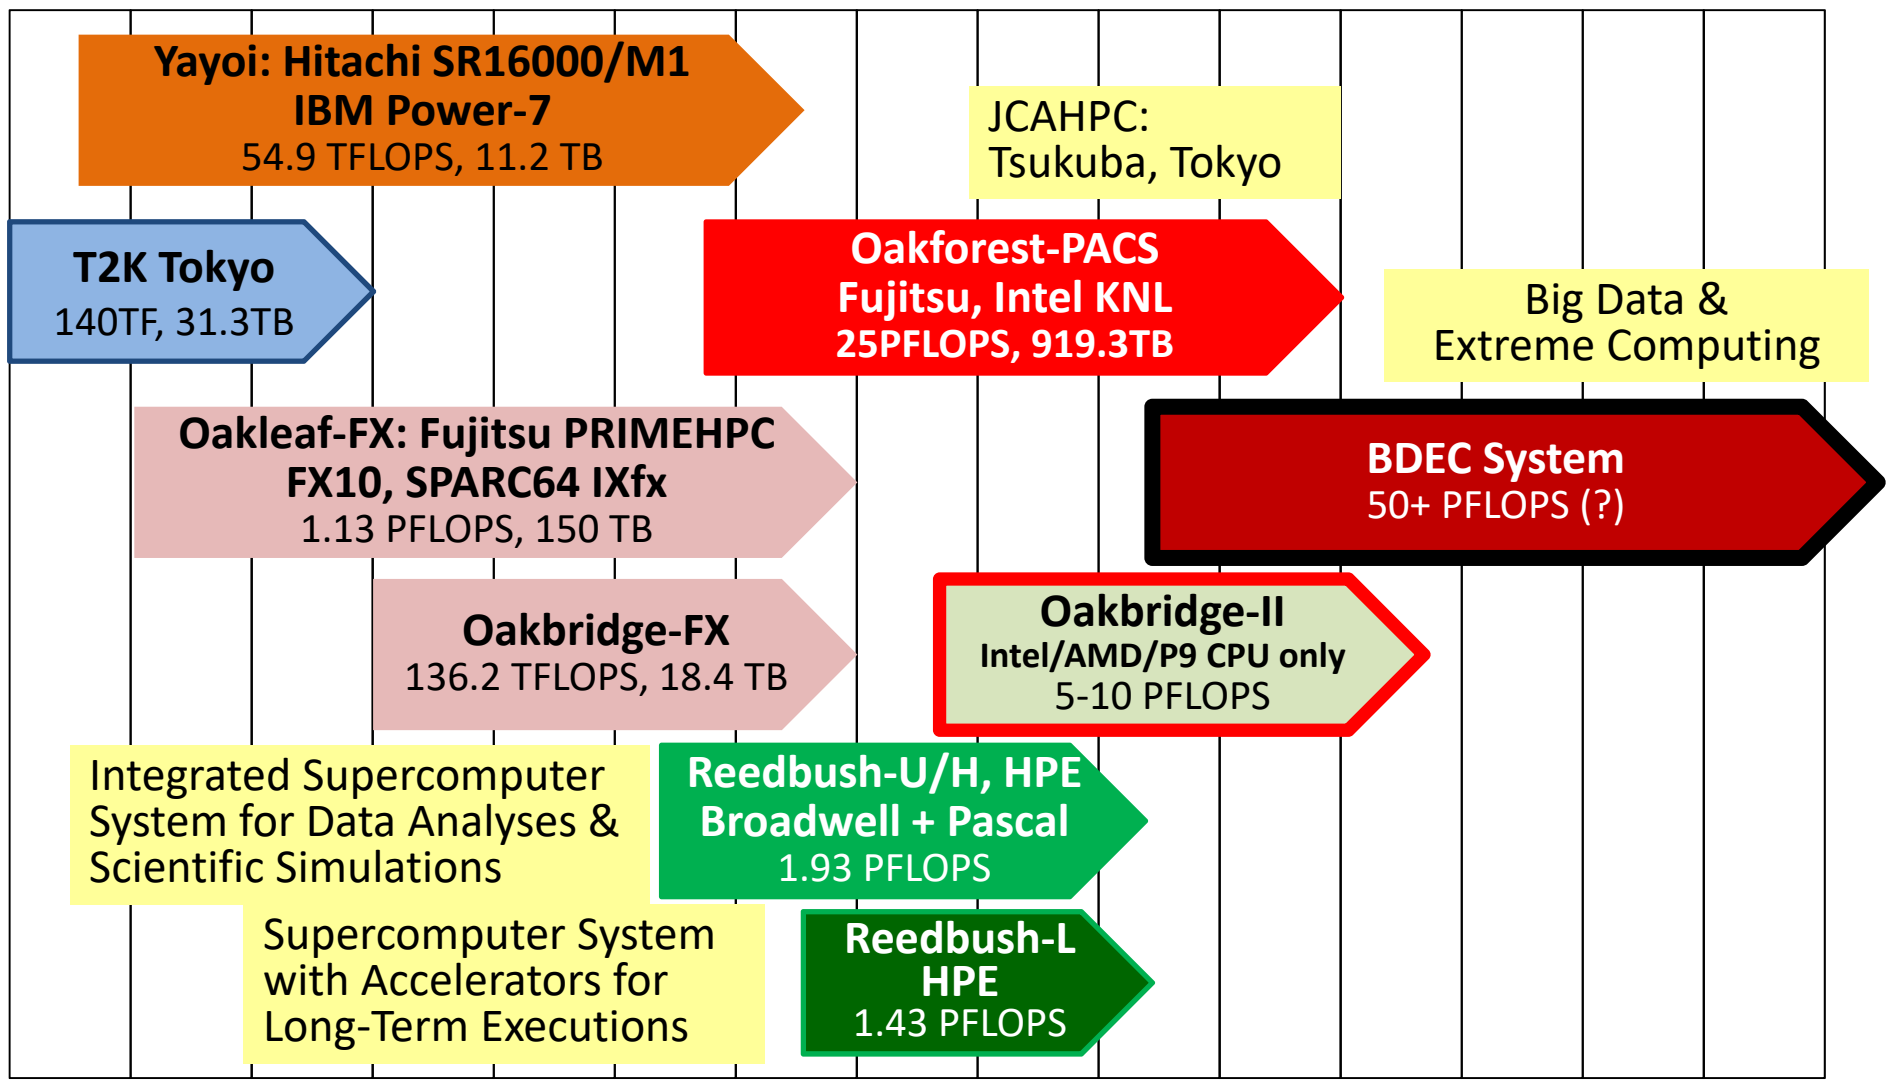 Yayoi: Hitachi SR16000/M1
IBM Power-7
54.9 TFLOPS, 11.2 TB
JCAHPC:
Tsukuba, Tokyo
T2K Tokyo
140TF, 31.3TB
Oakforest-PACS
Fujitsu, Intel KNL
25PFLOPS, 919.3TB
Big Data &
Extreme Computing
Oakleaf-FX: Fujitsu PRIMEHPC
FX10, SPARC64 IXfx
1.13 PFLOPS, 150 TB
BDEC System
50+ PFLOPS (?)
Oakbridge-FX
136.2 TFLOPS, 18.4 TB
Oakbridge-II
Intel/AMD/P9 CPU only
5-10 PFLOPS
Integrated Supercomputer
System for Data Analyses &
Scientific Simulations
Reedbush-U/H, HPE
Broadwell + Pascal
1.93 PFLOPS
Supercomputer System
with Accelerators for
Long-Term Executions
Reedbush-L
HPE
1.43 PFLOPS